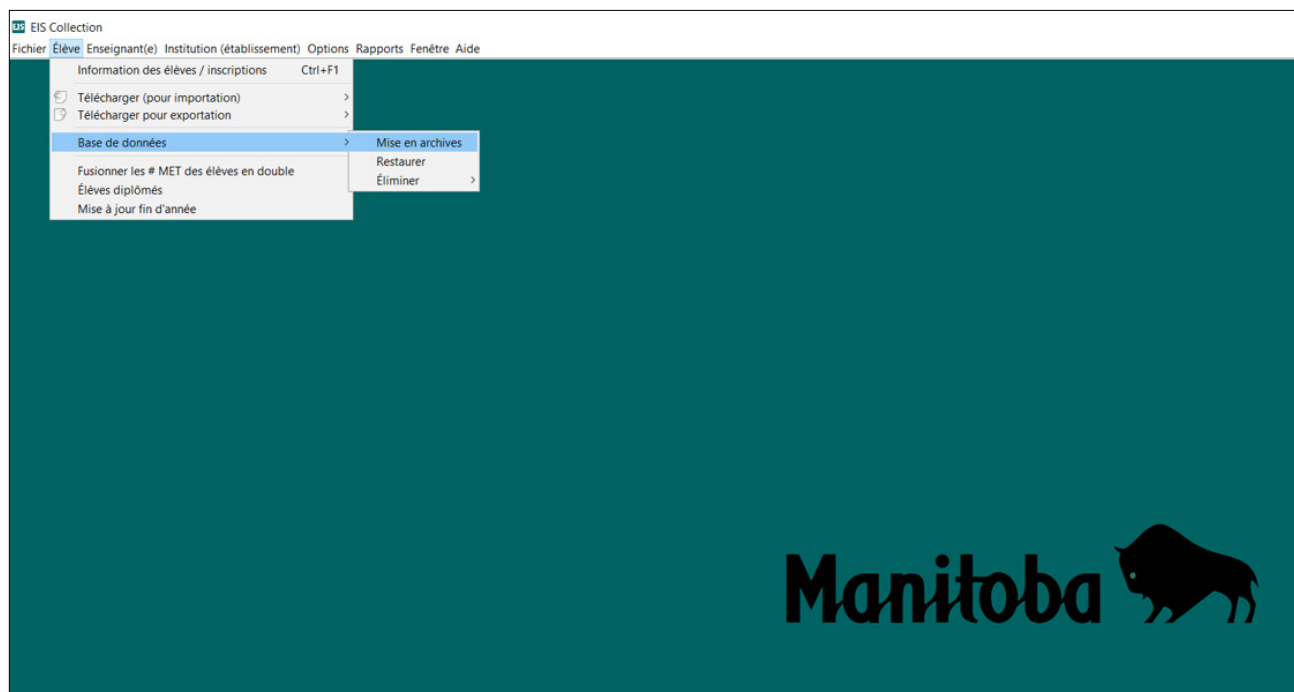 EIS EIS Collection
Fichier Élève Enseignant(e) Institution (établissement) Options Rapports Fenêtre Aide
Information des élèves / inscriptions Ctrl+F1
Télécharger (pour importation) >
Télécharger pour exportation >
Base de données > Mise en archives
Restaurer
Fusionner les # MET des élèves en double
Éliminer >
Élèves diplômés
Mise à jour fin d'année
Manitoba